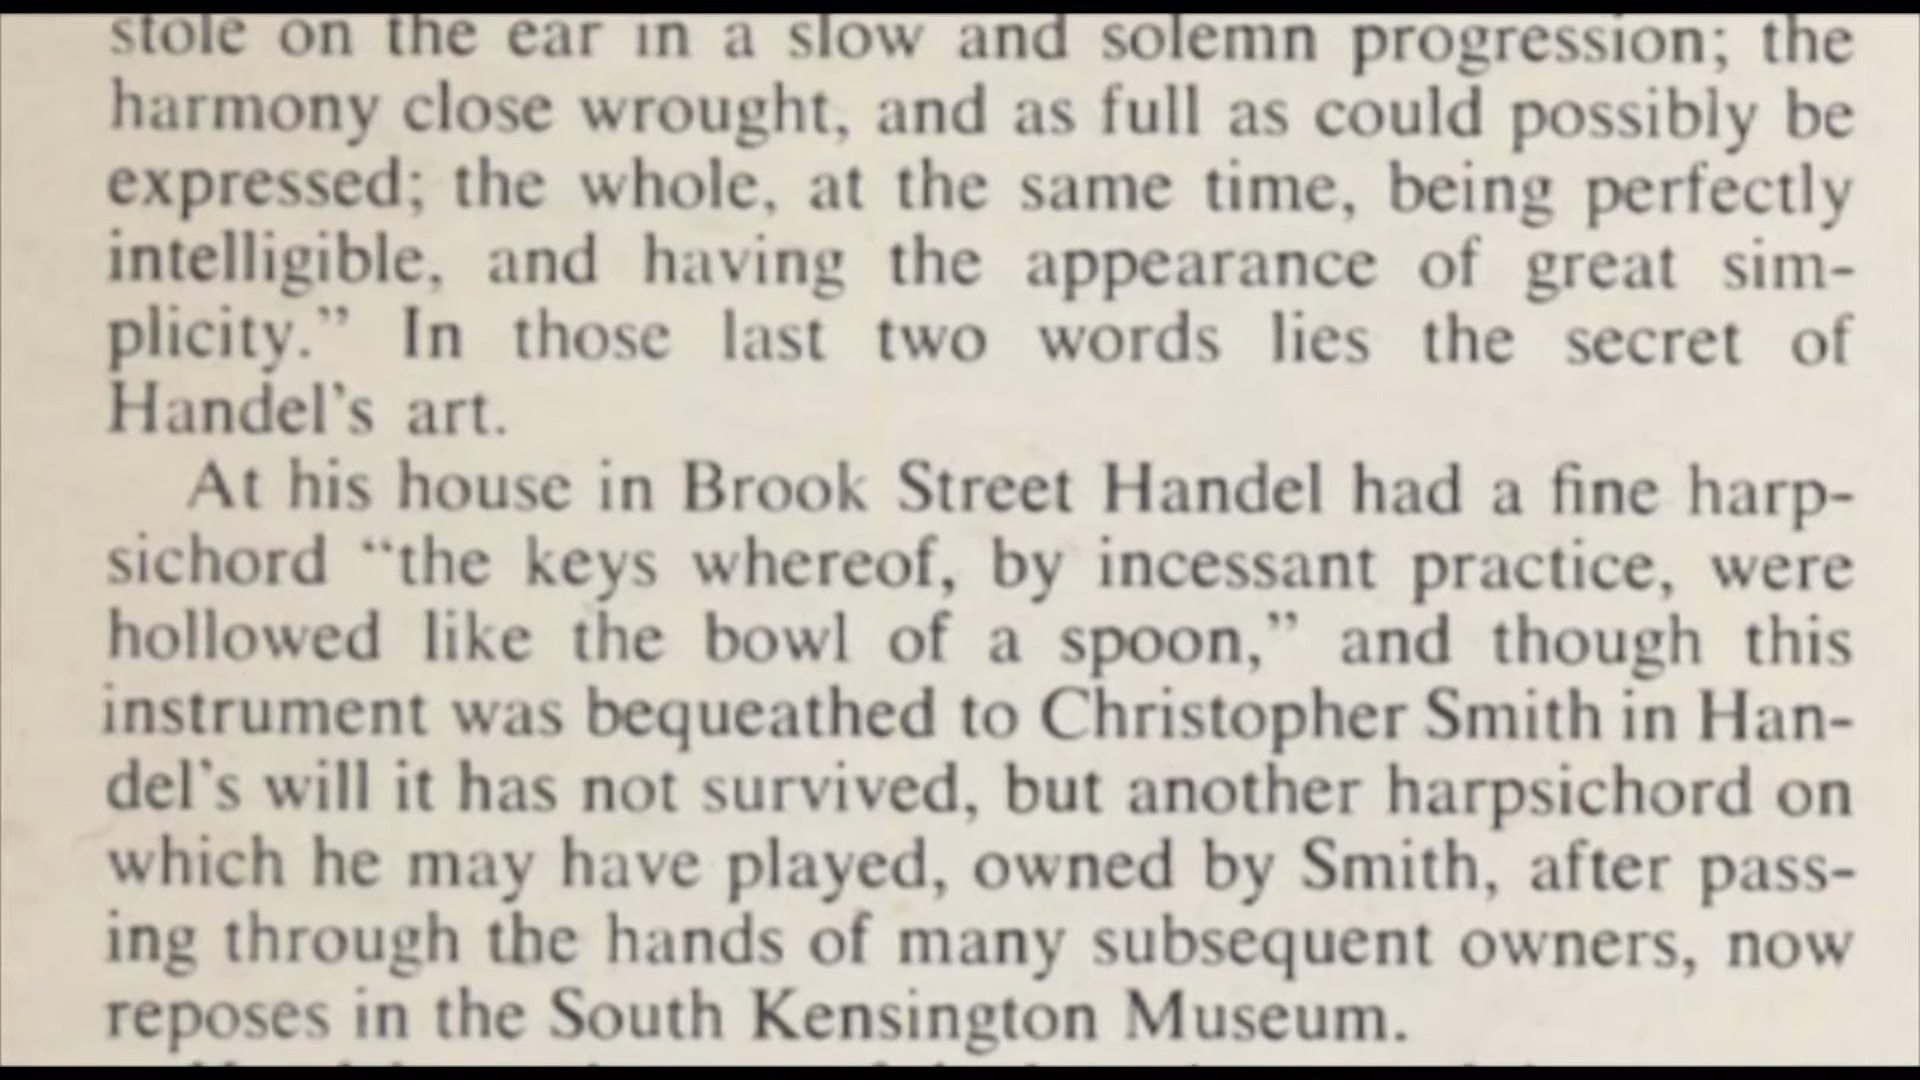 stole on the ear in a slow and solemn progression; the
harmony close wrought, and as full as could possibly be
expressed; the whole, at the same time, being perfectly
intelligible, and having the appearance of great sim-
plicity.” In those last two words lies the secret of
Handel’s art.
At his house in Brook Street Handel had a fine harp-
sichord “the keys whereof, by incessant practice, were
hollowed like the bowl of a spoon,” and though this
instrument was bequeathed to Christopher Smith in Han-
del’s will it has not survived, but another harpsichord on
which he may have played, owned by Smith, after pass-
ing through the hands of many subsequent owners, now
reposes in the South Kensington Museum.